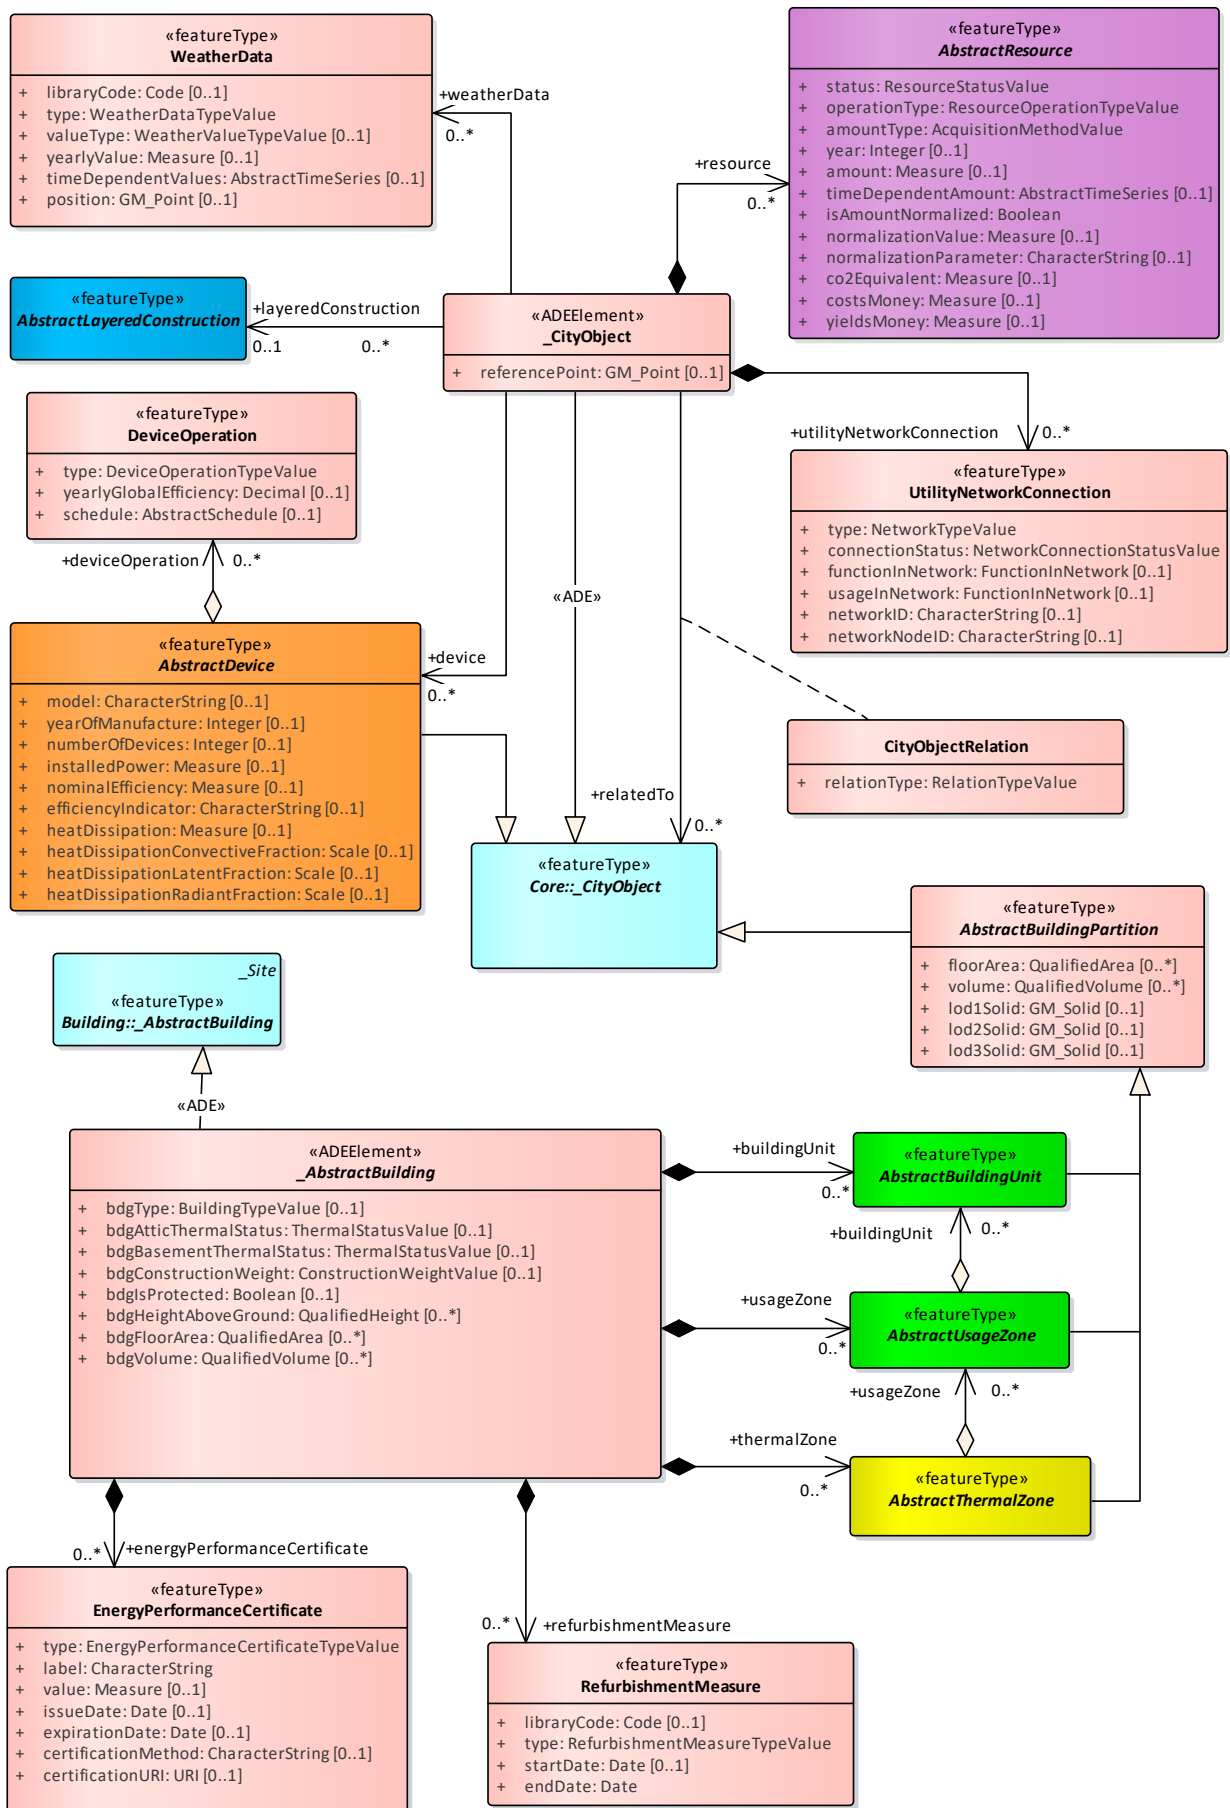 «featureType»
WeatherData
+ libraryCode: Code [0..1]
+ type: WeatherDataTypeValue
+ valueType: WeatherValueTypeValue [0..1]
+ yearlyValue: Measure [0..1]
+ timeDependentValues: AbstractTimeSeries [0..1]
+ position: GM_Point [0..1]
+weatherData
0..*
«featureType»
AbstractResource
+ status: ResourceStatusValue
+ operationType: ResourceOperationTypeValue
+ amountType: AcquisitionMethodValue
+ year: Integer [0..1]
+ amount: Measure [0..1]
+ timeDependentAmount: AbstractTimeSeries [0..1]
+ isAmountNormalized: Boolean
+ normalizationValue: Measure [0..1]
+ normalizationParameter: CharacterString [0..1]
+ co2Equivalent: Measure [0..1]
+ costsMoney: Measure [0..1]
+ yieldsMoney: Measure [0..1]
+resource
0..*
«featureType»
AbstractLayeredConstruction
+layeredConstruction
0..1
0..*
«ADEElement»
_CityObject
+ referencePoint: GM_Point [0..1]
«featureType»
DeviceOperation
+ type: DeviceOperationTypeValue
+ yearlyGlobalEfficiency: Decimal [0..1]
+ schedule: AbstractSchedule [0..1]
+utilityNetworkConnection
0..*
«featureType»
UtilityNetworkConnection
+ type: NetworkTypeValue
+ connectionStatus: NetworkConnectionStatusValue
+ functionInNetwork: FunctionInNetwork [0..1]
+ usageInNetwork: FunctionInNetwork [0..1]
+ networkID: CharacterString [0..1]
+ networkNodeID: CharacterString [0..1]
+deviceOperation
0..*
«ADE»
«featureType»
AbstractDevice
+ model: CharacterString [0..1]
+ yearOfManufacture: Integer [0..1]
+ numberOfDevices: Integer [0..1]
+ installedPower: Measure [0..1]
+ nominalEfficiency: Measure [0..1]
+ efficiencyIndicator: CharacterString [0..1]
+ heatDissipation: Measure [0..1]
+ heatDissipationConvectiveFraction: Scale [0..1]
+ heatDissipationLatentFraction: Scale [0..1]
+ heatDissipationRadiantFraction: Scale [0..1]
+device
0..*
CityObjectRelation
+ relationType: RelationTypeValue
+relatedTo
0..*
«featureType»
Core::_CityObject
«featureType»
AbstractBuildingPartition
+ floorArea: QualifiedArea [0..*]
+ volume: QualifiedVolume [0..*]
+ lod1Solid: GM_Solid [0..1]
+ lod2Solid: GM_Solid [0..1]
+ lod3Solid: GM_Solid [0..1]
_Site
«featureType»
Building::_AbstractBuilding
«ADE»
«ADEElement»
_AbstractBuilding
+ bdgType: BuildingTypeValue [0..1]
+ bdgAtticThermalStatus: ThermalStatusValue [0..1]
+ bdgBasementThermalStatus: ThermalStatusValue [0..1]
+ bdgConstructionWeight: ConstructionWeightValue [0..1]
+ bdgIsProtected: Boolean [0..1]
+ bdgHeightAboveGround: QualifiedHeight [0..*]
+ bdgFloorArea: QualifiedArea [0..*]
+ bdgVolume: QualifiedVolume [0..*]
+buildingUnit
0..*
«featureType»
AbstractBuildingUnit
+buildingUnit
0..*
+usageZone
0..*
«featureType»
AbstractUsageZone
+usageZone
0..*
+thermalZone
0..*
«featureType»
AbstractThermalZone
0..*
+energyPerformanceCertificate
«featureType»
EnergyPerformanceCertificate
+ type: EnergyPerformanceCertificateTypeValue
+ label: CharacterString
+ value: Measure [0..1]
+ issueDate: Date [0..1]
+ expirationDate: Date [0..1]
+ certificationMethod: CharacterString [0..1]
+ certificationURI: URI [0..1]
0..*
+refurbishmentMeasure
«featureType»
RefurbishmentMeasure
+ libraryCode: Code [0..1]
+ type: RefurbishmentMeasureTypeValue
+ startDate: Date [0..1]
+ endDate: Date